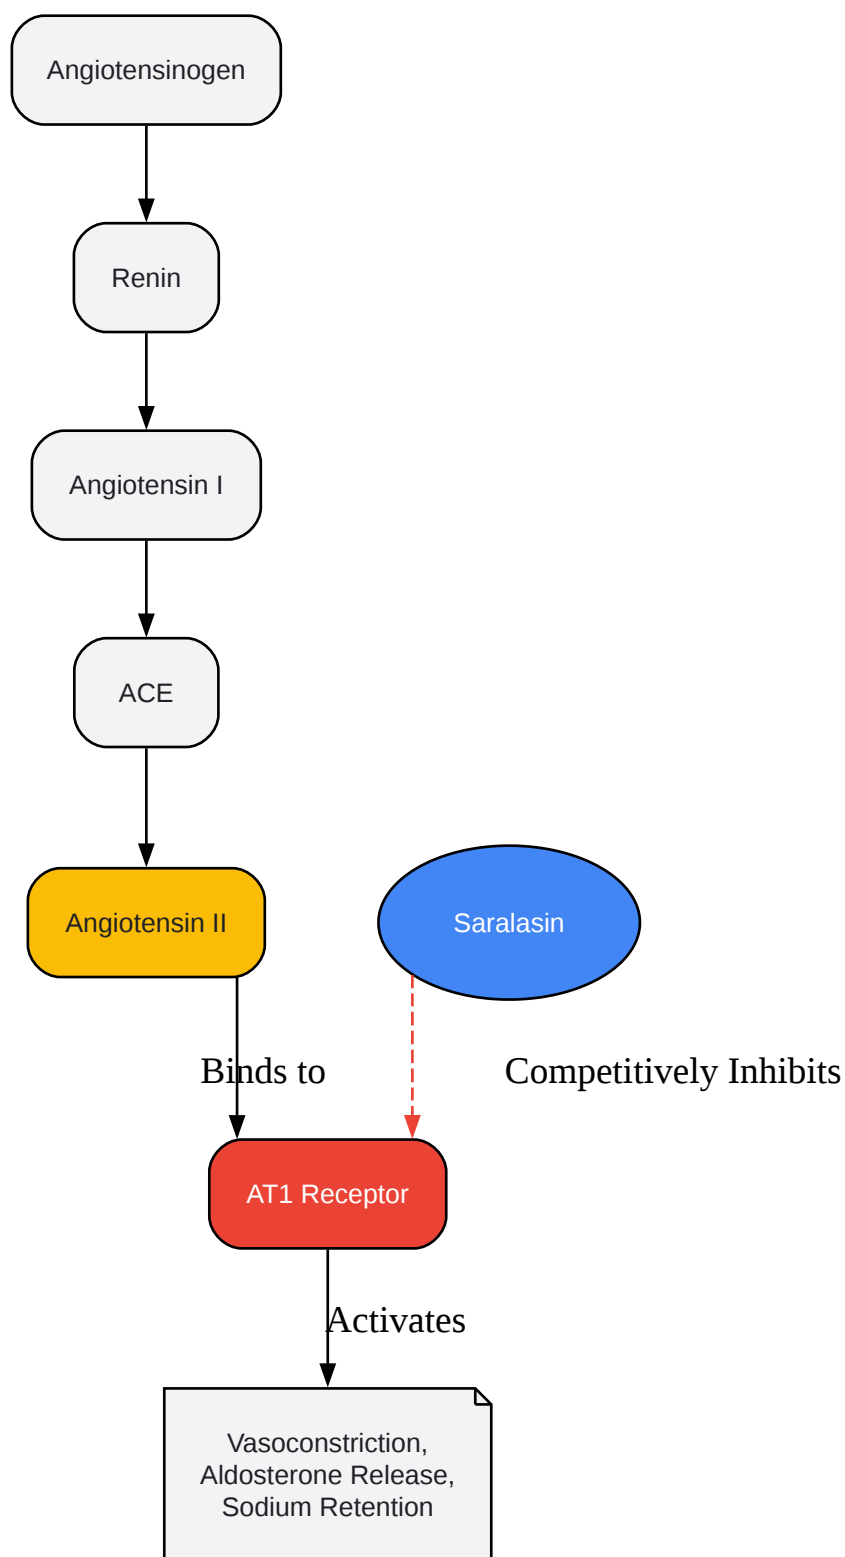 Angiotensinogen
Renin
Angiotensin I
ACE
Angiotensin II
Saralasin
Binds to
Competitively Inhibits
AT1 Receptor
Activates
Vasoconstriction,
Aldosterone Release,
Sodium Retention